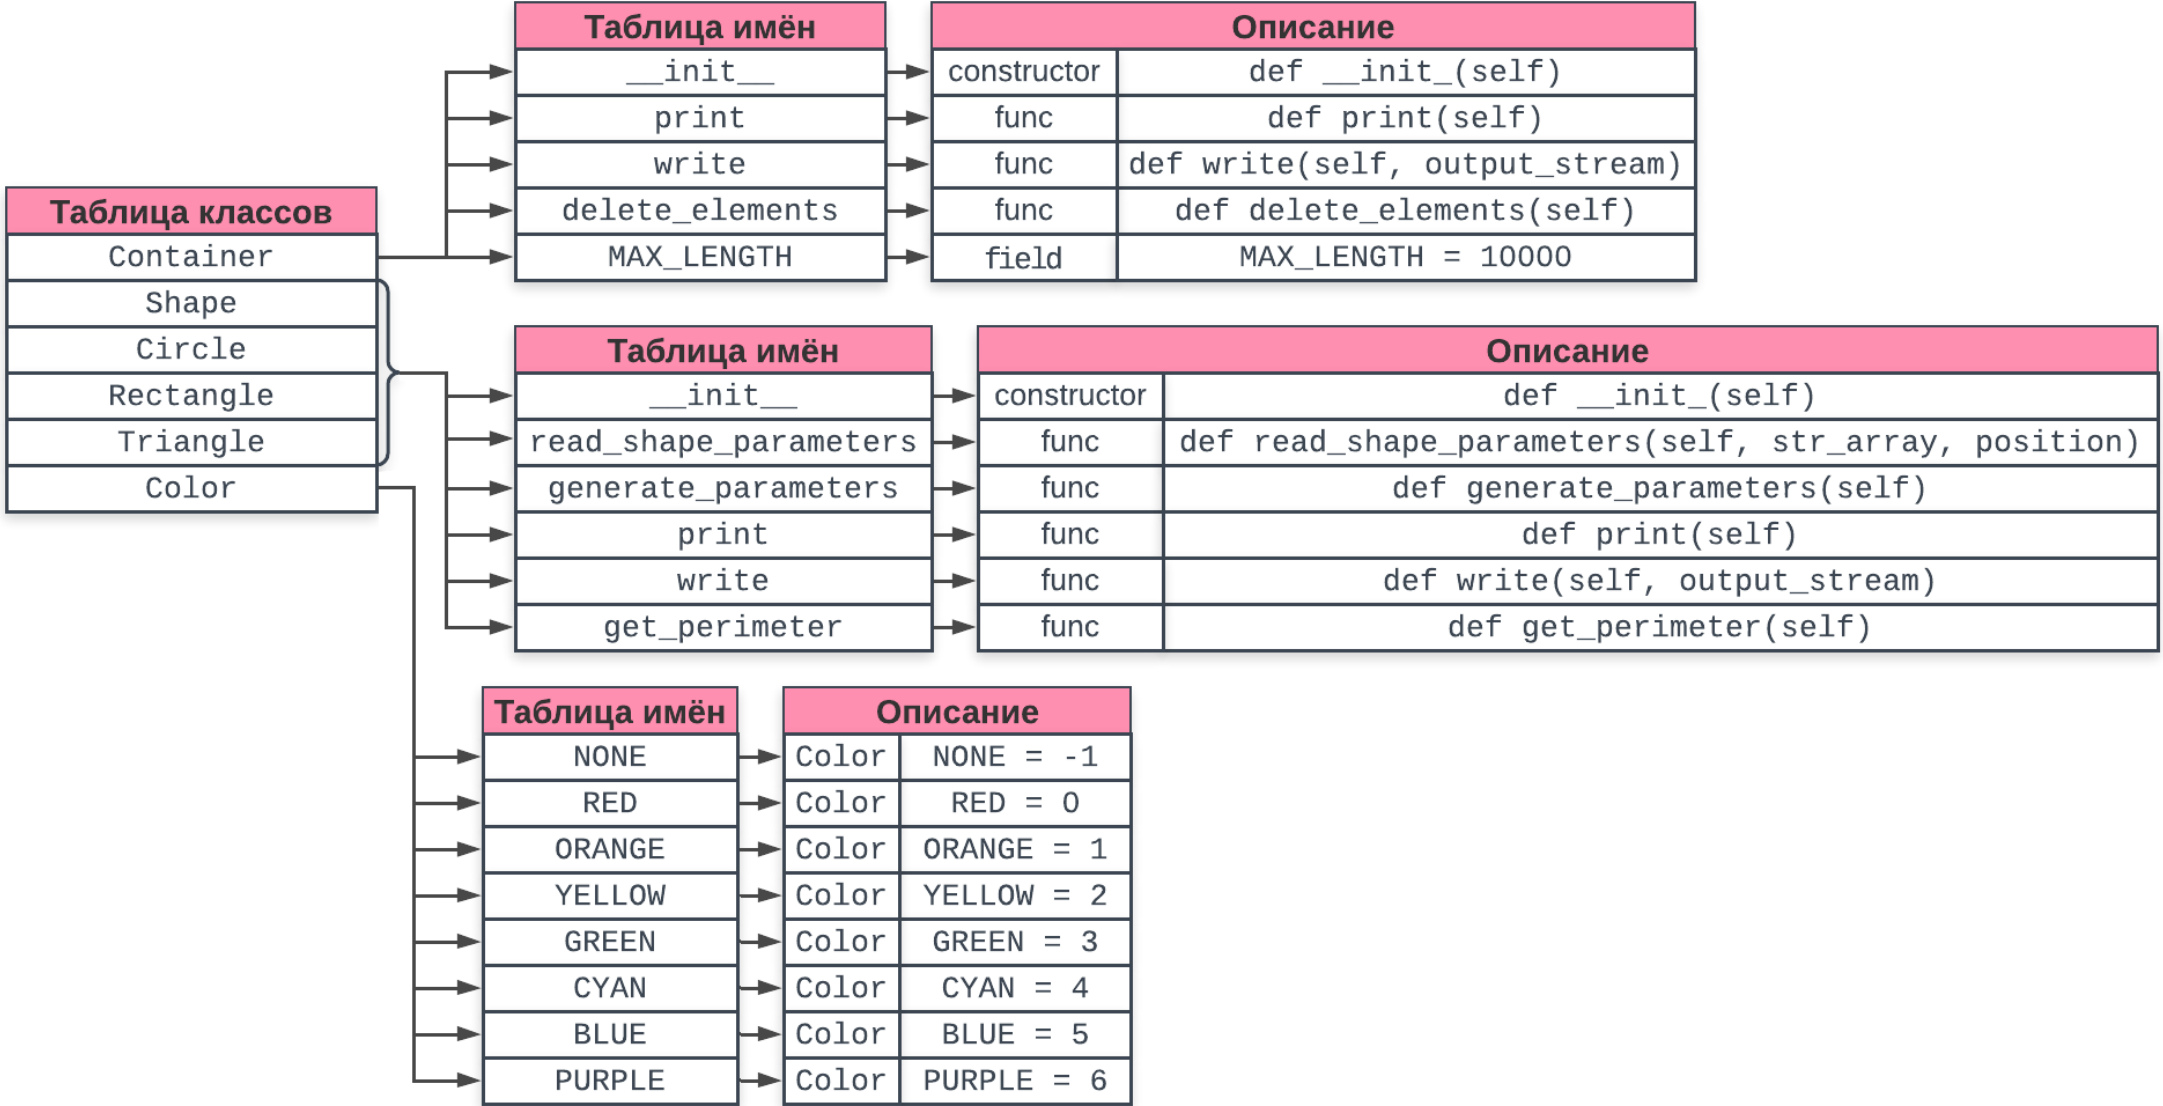 Таблица классов
Container
Shape
Circle
Rectangle
Triangle
Color
Таблица имён Описание
__init__ constructor def __init_(self)
print func def print(self)
write func def write(self, output_stream)
delete_elements func def delete_elements(self)
MAX_LENGTH field MAX_LENGTH = 10000
Таблица имён Описание
__init__ constructor def __init_(self)
read_shape_parameters func def read_shape_parameters(self, str_array, position)
generate_parameters func def generate_parameters(self)
print func def print(self)
write func def write(self, output_stream)
get_perimeter func def get_perimeter(self)
Таблица имён Описание
NONE Color NONE = -1
RED Color RED = 0
ORANGE Color ORANGE = 1
YELLOW Color YELLOW = 2
GREEN Color GREEN = 3
CYAN Color CYAN = 4
BLUE Color BLUE = 5
PURPLE Color PURPLE = 6